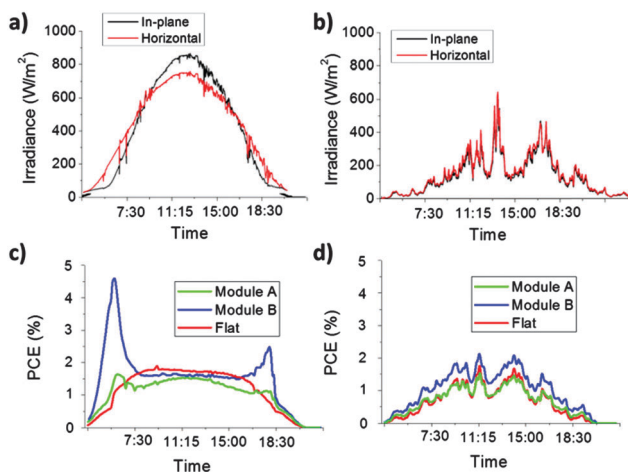 a)
In-plane
Horizontal
1000
800
600
400
200
0
Irradiance (W/m²)
7:30 11:15 15:00 18:30
Time
b)
In-plane
Horizontal
1000
800
600
400
200
0
Irradiance (W/m²)
7:30 11:15 15:00 18:30
Time
c)
Module A
Module B
Flat
5
4
3
2
1
0
PCE (%)
7:30 11:15 15:00 18:30
Time
d)
Module A
Module B
Flat
5
4
3
2
1
0
PCE (%)
7:30 11:15 15:00 18:30
Time